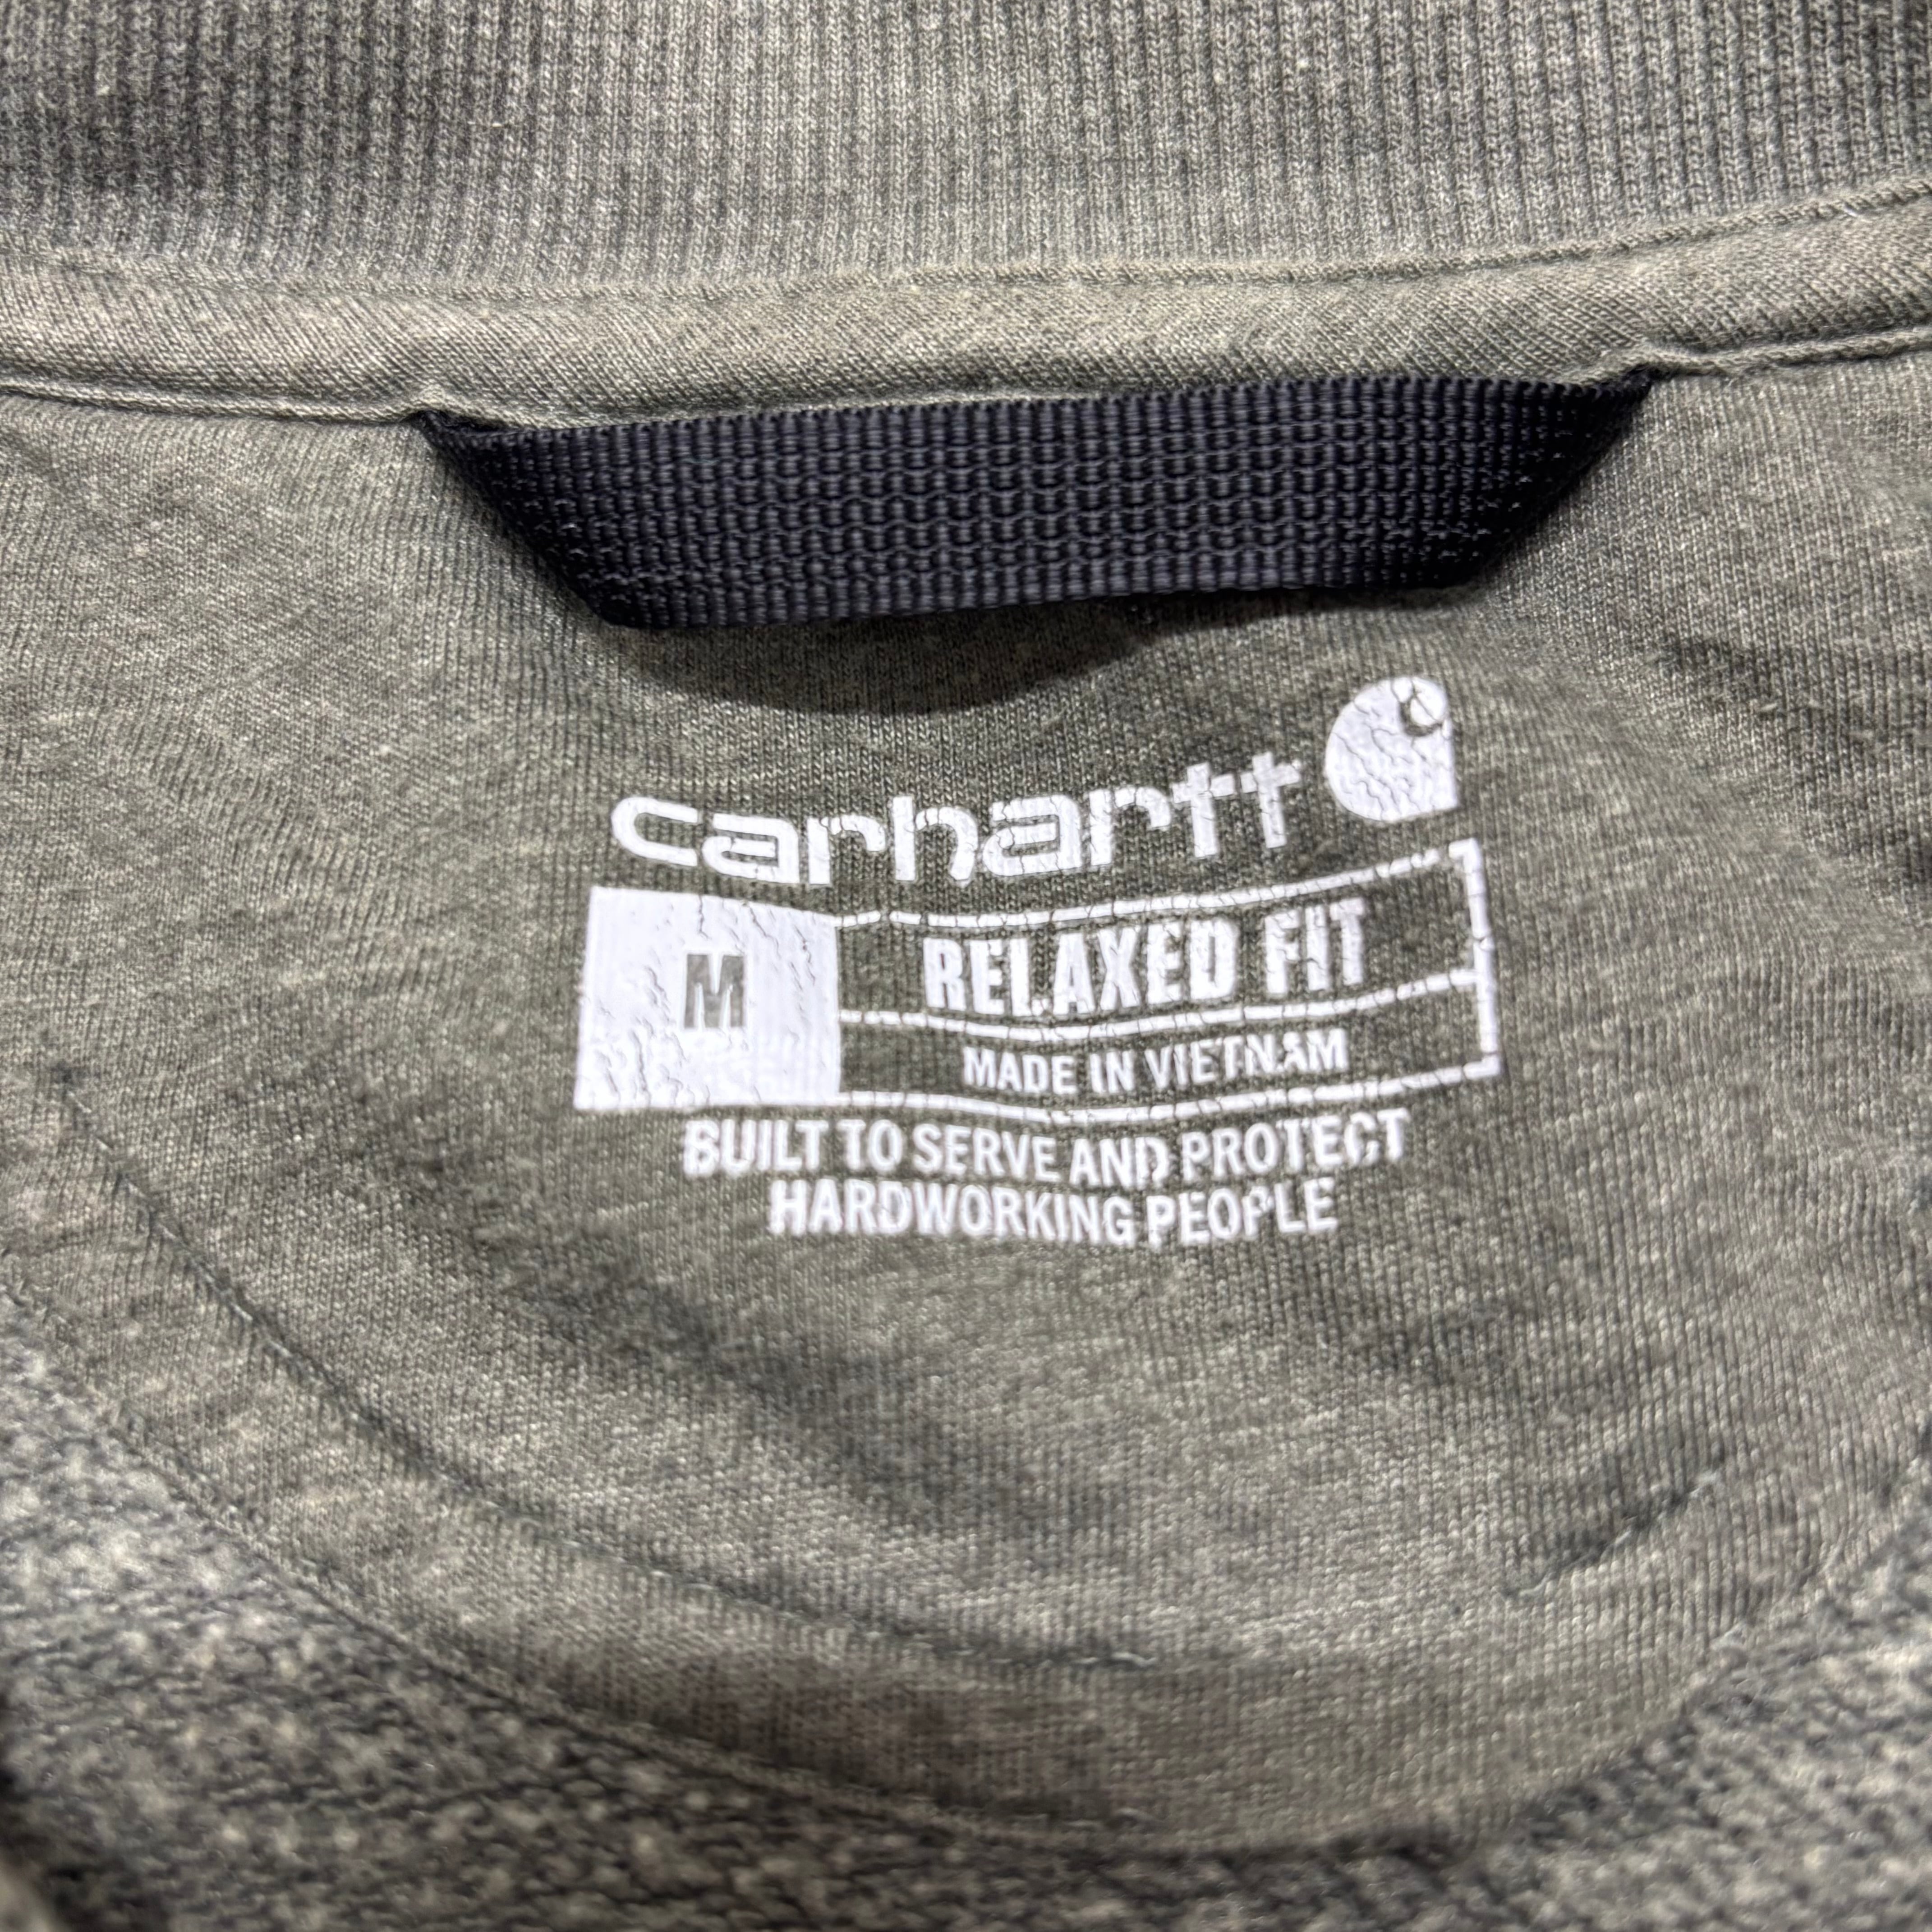 carhartt
M
RELAXED FIT
MADE IN VIETNAM
BUILT TO SERVE AND PROTECT
HARDWORKING PEOPLE